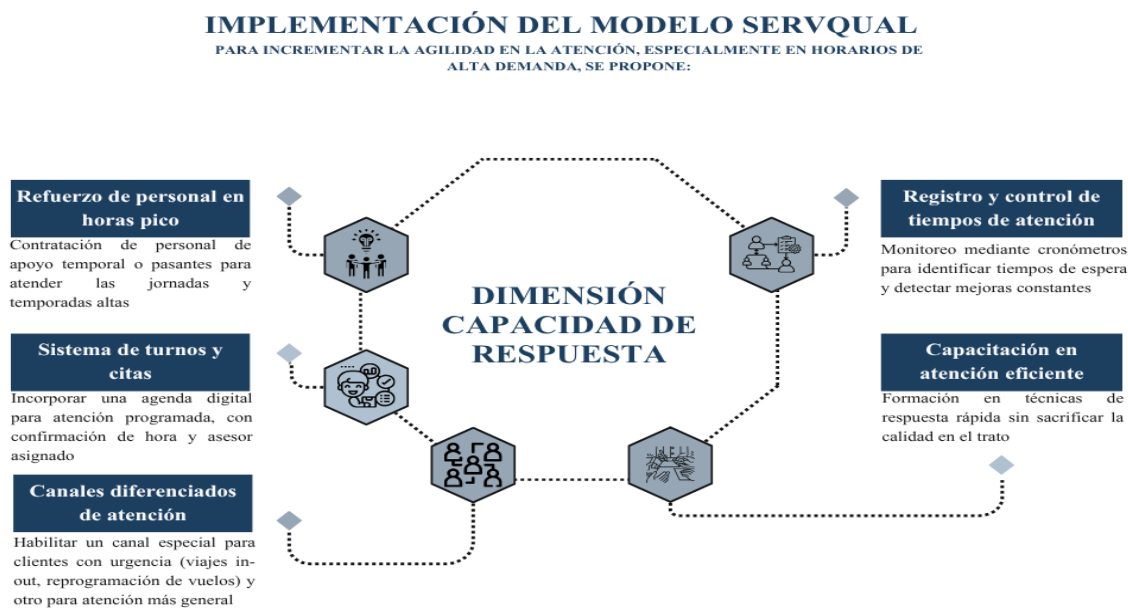 IMPLEMENTACIÓN DEL MODELO SERVQUAL
PARA INCREMENTAR LA AGILIDAD EN LA ATENCIÓN, ESPECIALMENTE EN HORARIOS DE
ALTA DEMANDA, SE PROPONE:
Refuerzo de personal en
horas pico
Contratación de personal de
apoyo temporal o pasantes para
atender las jornadas y
temporadas altas
Sistema de turnos y
citas
Incorporar una agenda digital
para atención programada, con
confirmación de hora y asesor
asignado
Canales diferenciados
de atención
Habilitar un canal especial para
clientes con urgencia (viajes in-
out, reprogramación de vuelos) y
otro para atención más general
DIMENSIÓN
CAPACIDAD DE
RESPUESTA
Registro y control de
tiempos de atención
Monitoreo mediante cronómetros
para identificar tiempos de espera
y detectar mejoras constantes
Capacitación en
atención eficiente
Formación en técnicas de
respuesta rápida sin sacrificar la
calidad en el trato